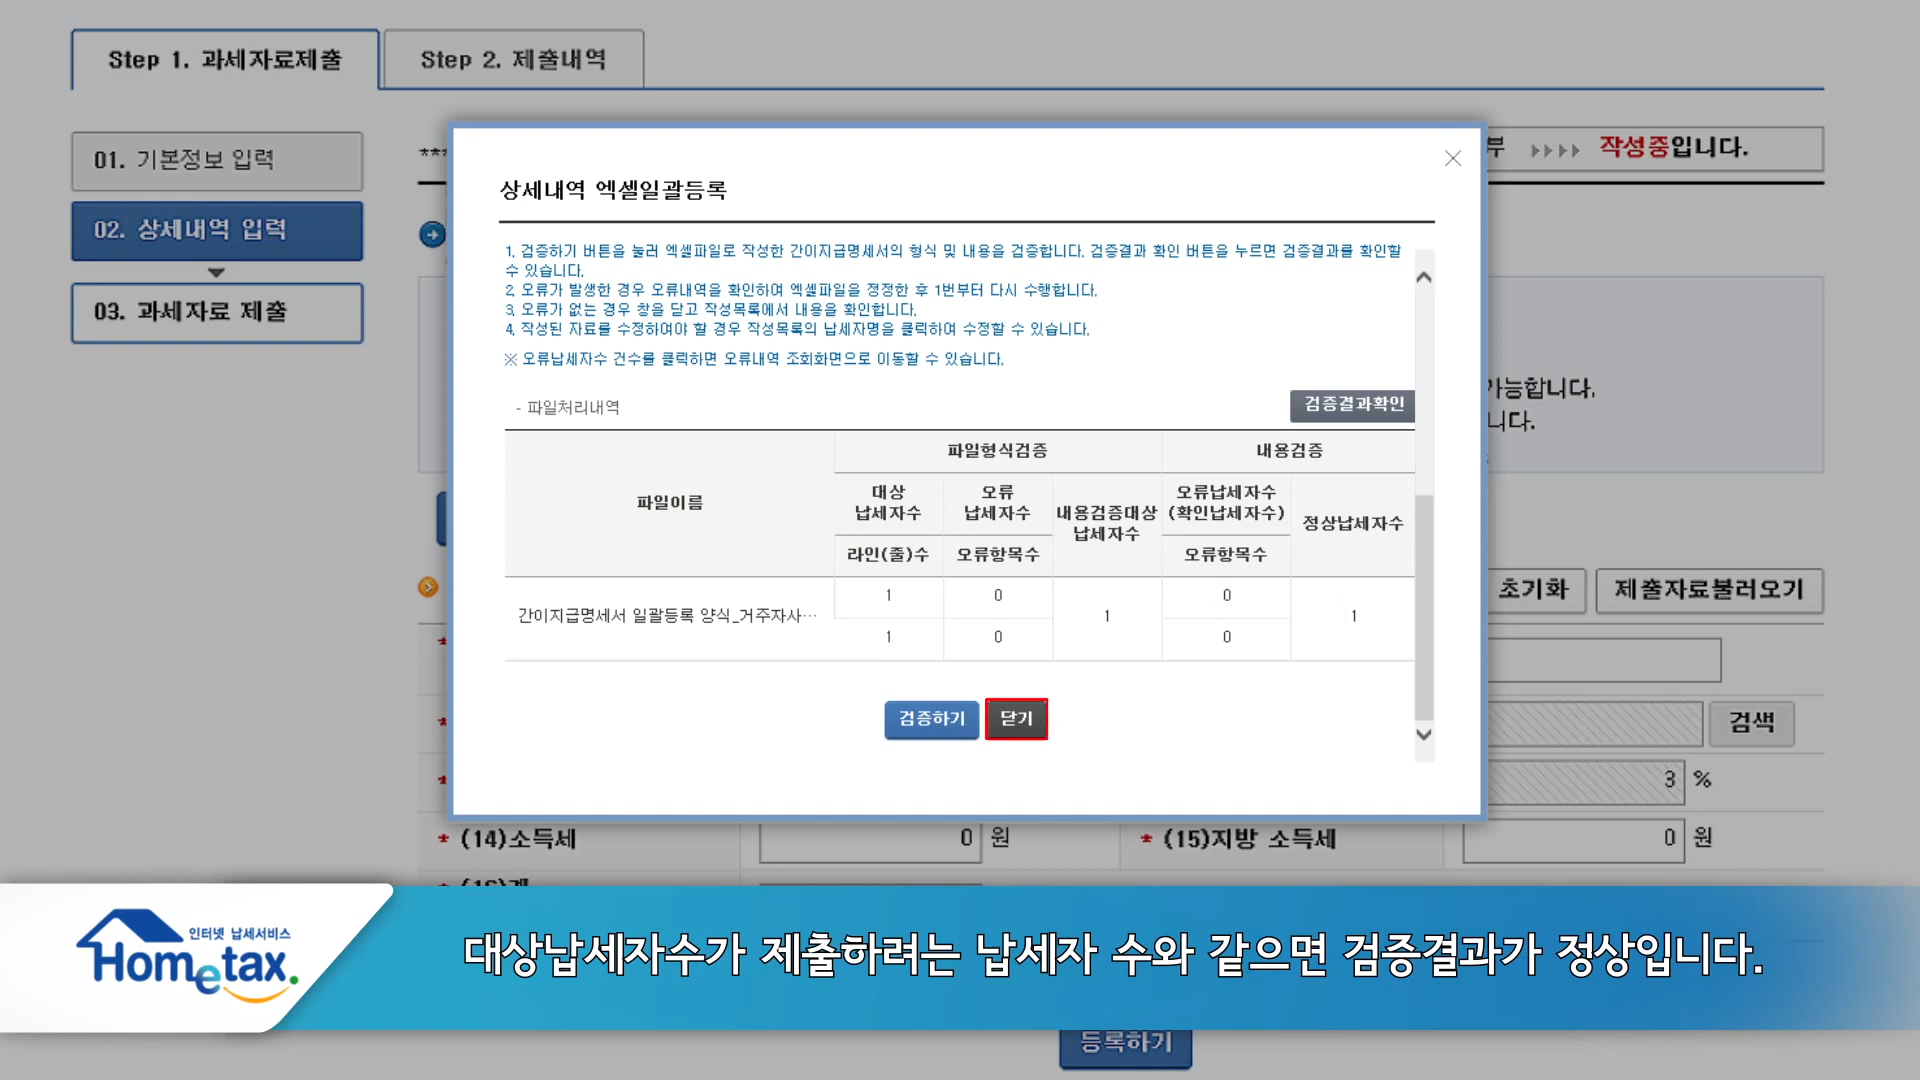 Step 1. 과세자료제출
Step 2. 제출내역
01. 기본정보 입력
02. 상세내역 입력
03. 과세자료 제출
***
부
작성중입니다.
상세내역 엑셀일괄등록
1. 검증하기 버튼을 눌러 엑셀파일로 작성한 간이지급명세서의 형식 및 내용을 검증합니다. 검증결과 확인 버튼을 누르면 검증결과를 확인할
수 있습니다.
2. 오류가 발생한 경우 오류내역을 확인하여 엑셀파일을 정정한 후 1번부터 다시 수행합니다.
3. 오류가 없는 경우 창을 닫고 작성목록에서 내용을 확인합니다.
4. 작성된 자료를 수정하여야 할 경우 작성목록의 납세자명을 클릭하여 수정할 수 있습니다.
※ 오류납세자수 건수를 클릭하면 오류내역 조회화면으로 이동할 수 있습니다.
- 파일처리내역
검증결과확인
파일이름
파일형식검증
내용검증
대상
납세자수
오류
납세자수
내용검증대상
납세자수
오류납세자수
(확인납세자수)
정상납세자수
라인(줄)수
오류항목수
오류항목수
간이지급명세서 일괄등록 양식_거주자사…
1
0
1
0
1
1
0
0
검증하기
닫기
가능합니다.
니다.
초기화
제출자료불러오기
검색
3 %
* (14)소득세
0 원
* (15)지방 소득세
0 원
인터넷 납세서비스
Hometax.
대상납세자수가 제출하려는 납세자 수와 같으면 검증결과가 정상입니다.
등록하기